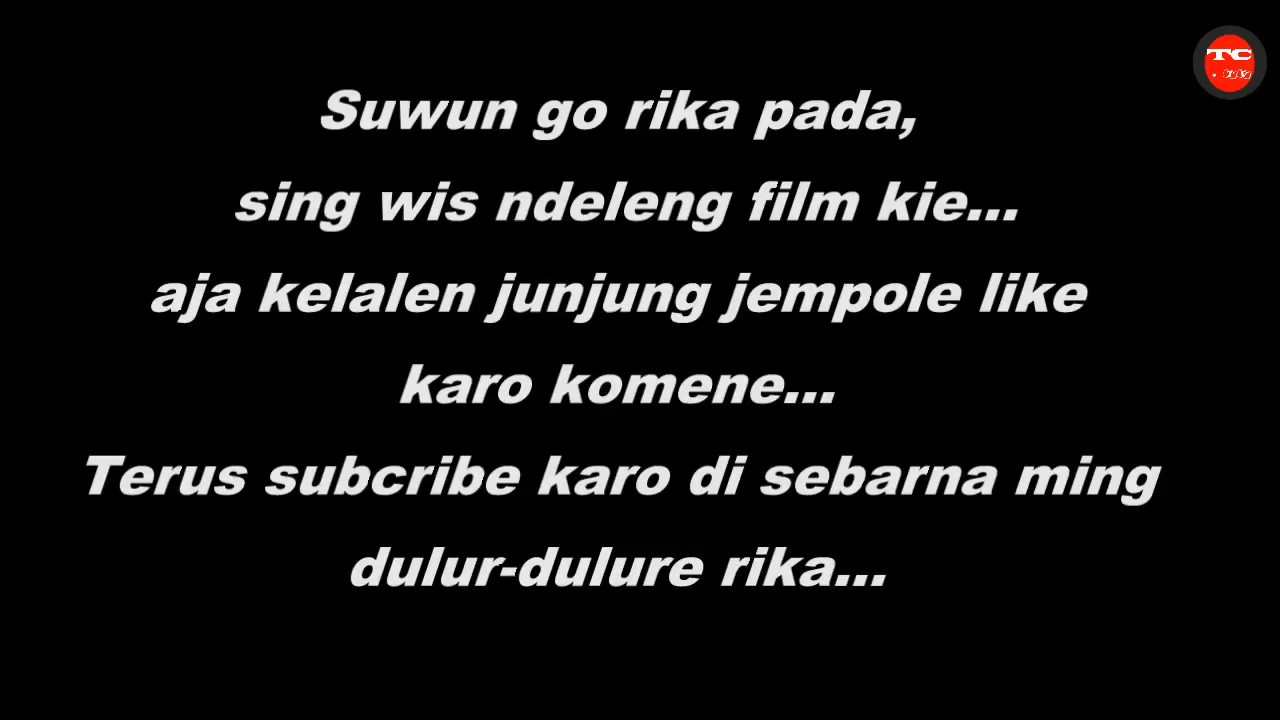 TC
Suwun go rika pada,
sing wis ndeleng film kie...
aja kelalen junjung jempole like
karo komene...
Terus subcribe karo di sebarna ming
dulur-dulure rika...